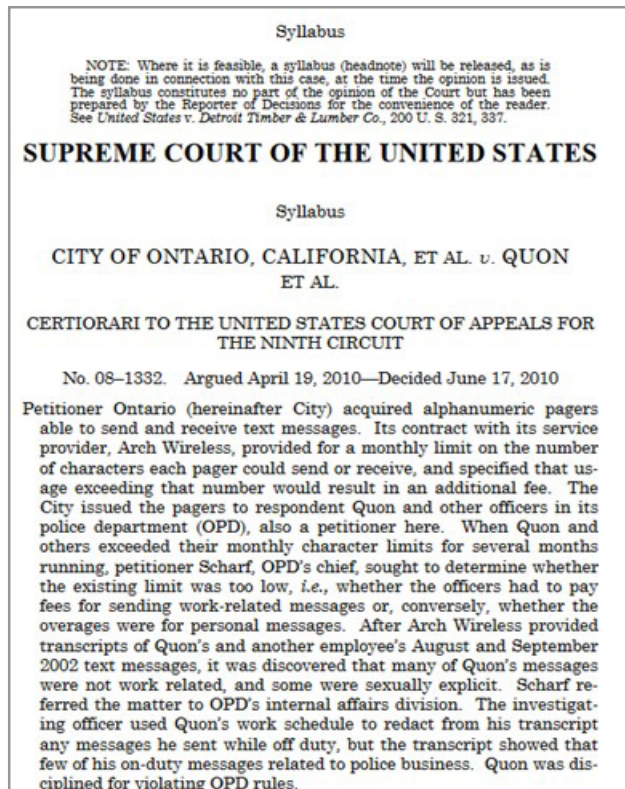 Syllabus
NOTE: Where it is feasible, a syllabus (headnote) will be released, as is
being done in connection with this case, at the time the opinion is issued.
The syllabus constitutes no part of the opinion of the Court but has been
prepared by the Reporter of Decisions for the convenience of the reader.
See United States v. Detroit Timber & Lumber Co., 200 U. S. 321, 337.
SUPREME COURT OF THE UNITED STATES
Syllabus
CITY OF ONTARIO, CALIFORNIA, ET AL. v. QUON
ET AL.
CERTIORARI TO THE UNITED STATES COURT OF APPEALS FOR
THE NINTH CIRCUIT
No. 08–1332. Argued April 19, 2010—Decided June 17, 2010
Petitioner Ontario (hereinafter City) acquired alphanumeric pagers
able to send and receive text messages. Its contract with its service
provider, Arch Wireless, provided for a monthly limit on the number
of characters each pager could send or receive, and specified that us-
age exceeding that number would result in an additional fee. The
City issued the pagers to respondent Quon and other officers in its
police department (OPD), also a petitioner here. When Quon and
others exceeded their monthly character limits for several months
running, petitioner Scharf, OPD's chief, sought to determine whether
the existing limit was too low, i.e., whether the officers had to pay
fees for sending work-related messages or, conversely, whether the
overages were for personal messages. After Arch Wireless provided
transcripts of Quon's and another employee's August and September
2002 text messages, it was discovered that many of Quon's messages
were not work related, and some were sexually explicit. Scharf re-
ferred the matter to OPD's internal affairs division. The investigat-
ing officer used Quon's work schedule to redact from his transcript
any messages he sent while off duty, but the transcript showed that
few of his on-duty messages related to police business. Quon was dis-
ciplined for violating OPD rules.